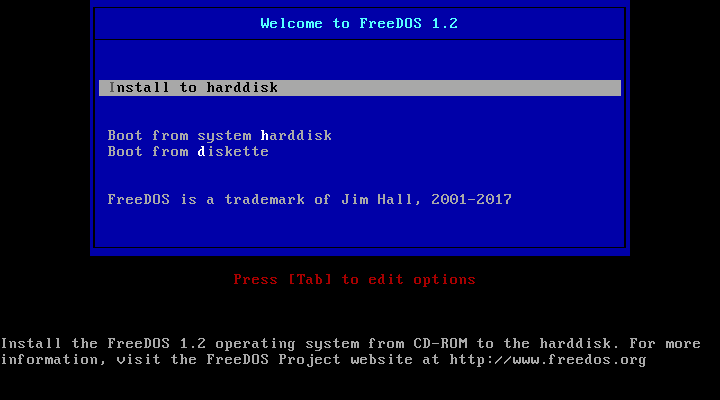 Welcome to FreeDOS 1.2
Install to harddisk
Boot from system harddisk
Boot from diskette
FreeDOS is a trademark of Jim Hall, 2001-2017
Press [Tab] to edit options
Install the FreeDOS 1.2 operating system from CD-ROM to the harddisk. For more
information, visit the FreeDOS Project website at http://www.freedos.org